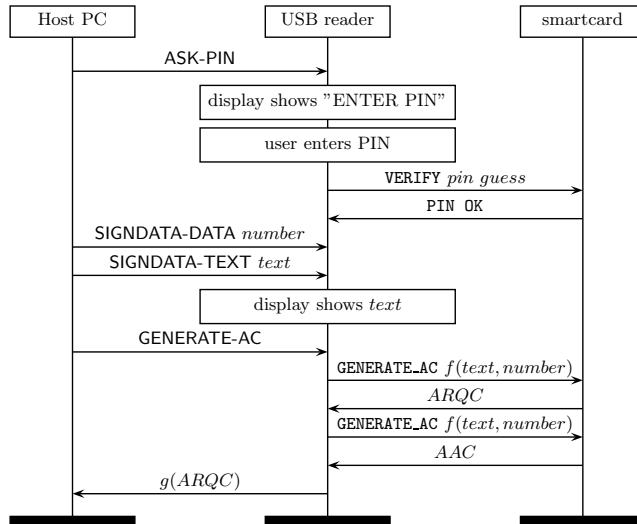 Host PC
USB reader
smartcard
ASK-PIN
display shows "ENTER PIN"
user enters PIN
VERIFY pin guess
PIN OK
SIGNDATA-DATA number
SIGNDATA-TEXT text
display shows text
GENERATE-AC
GENERATE_AC f(text, number)
ARQC
GENERATE_AC f(text, number)
AAC
g(ARQC)